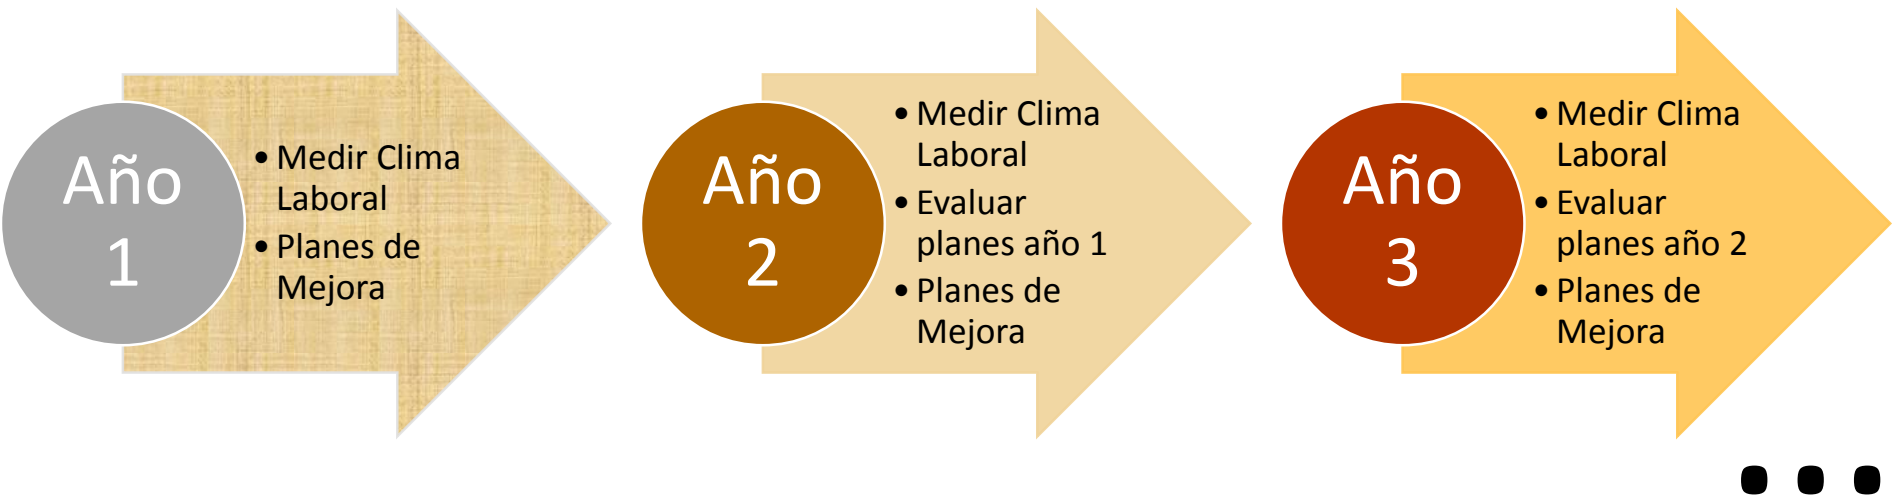 Año
1
• Medir Clima
Laboral
• Planes de
Mejora
Año
2
• Medir Clima
Laboral
• Evaluar
planes año 1
• Planes de
Mejora
Año
3
• Medir Clima
Laboral
• Evaluar
planes año 2
• Planes de
Mejora
...